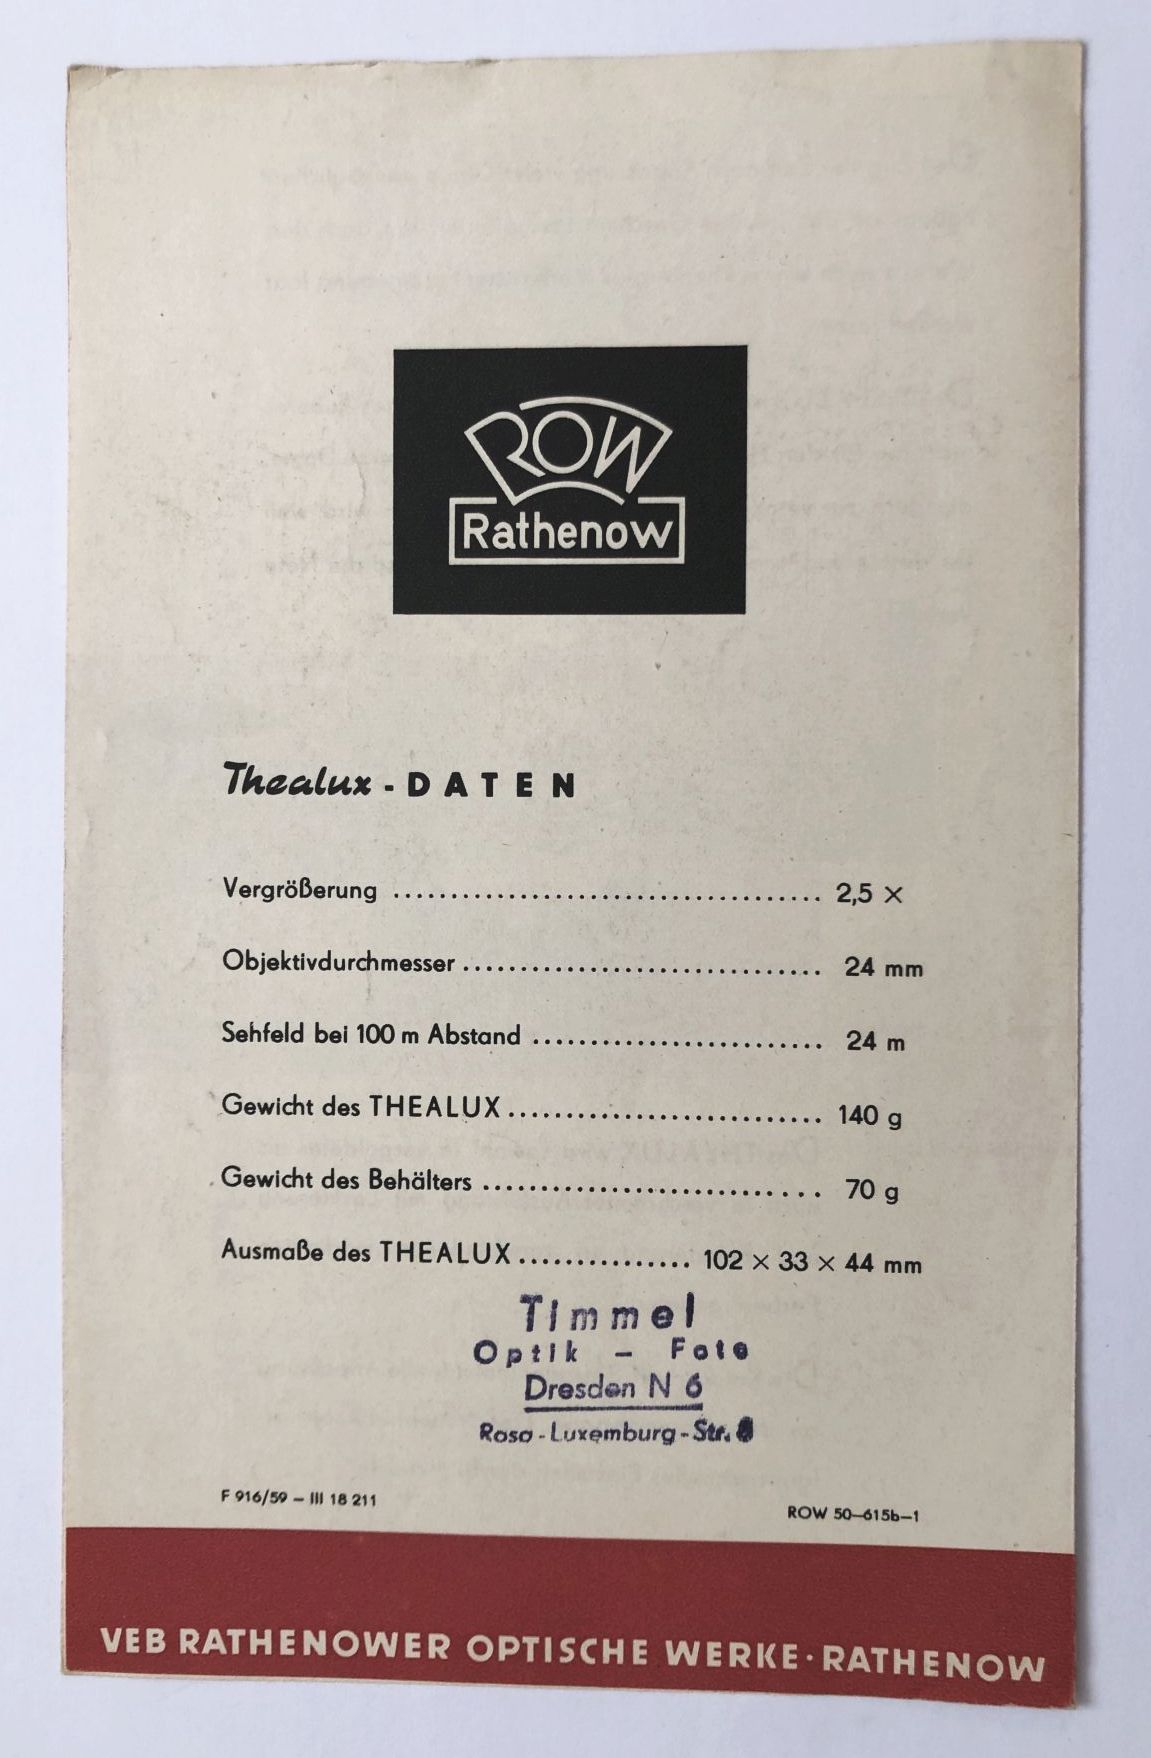 ROW
Rathenow
Thealux - DATEN
Vergrößerung ..................................... 2,5 ×
Objektivdurchmesser ............................... 24 mm
Sehfeld bei 100 m Abstand ......................... 24 m
Gewicht des THEALUX ........................... 140 g
Gewicht des Behälters ............................. 70 g
Ausmaße des THEALUX ............... 102 × 33 × 44 mm
Timmel
Optik – Foto
Dresden N 6
Rosa-Luxemburg-Str.
F 916/59 – III 18 211
ROW 50–615b–1
VEB RATHENOWER OPTISCHE WERKE · RATHENOW